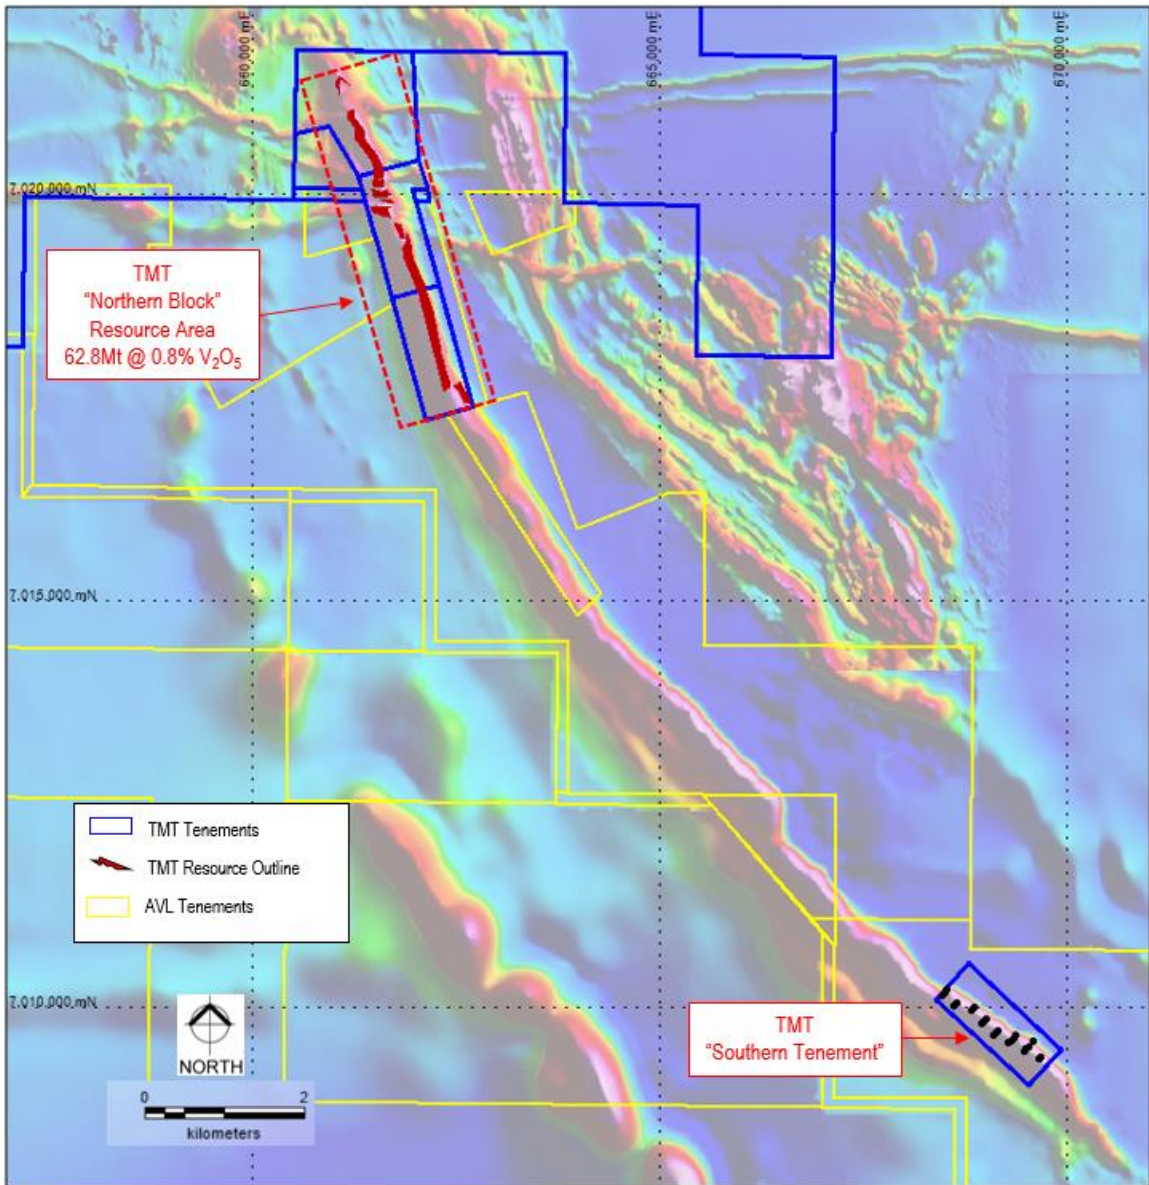 660,000 mE
665,000 mE
670,000 mE
7,020,000 mN
TMT
“Northern Block”
Resource Area
62.8Mt @ 0.8% V₂O₅
7,015,000 mN
TMT Tenements
TMT Resource Outline
AVL Tenements
7,010,000 mN
NORTH
TMT
“Southern Tenement”
0 2
kilometers